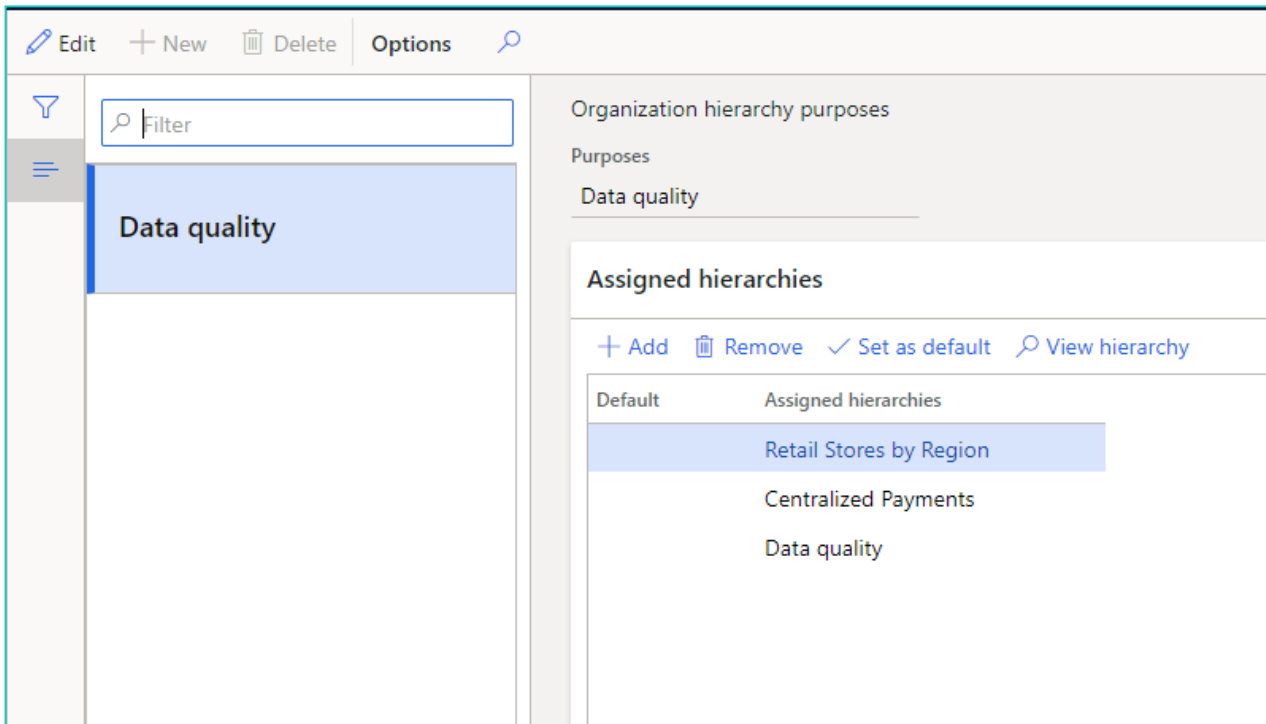 Edit New Delete Options
Filter
Data quality
Organization hierarchy purposes
Purposes
Data quality
Assigned hierarchies
Add Remove Set as default View hierarchy
Default Assigned hierarchies
Retail Stores by Region
Centralized Payments
Data quality